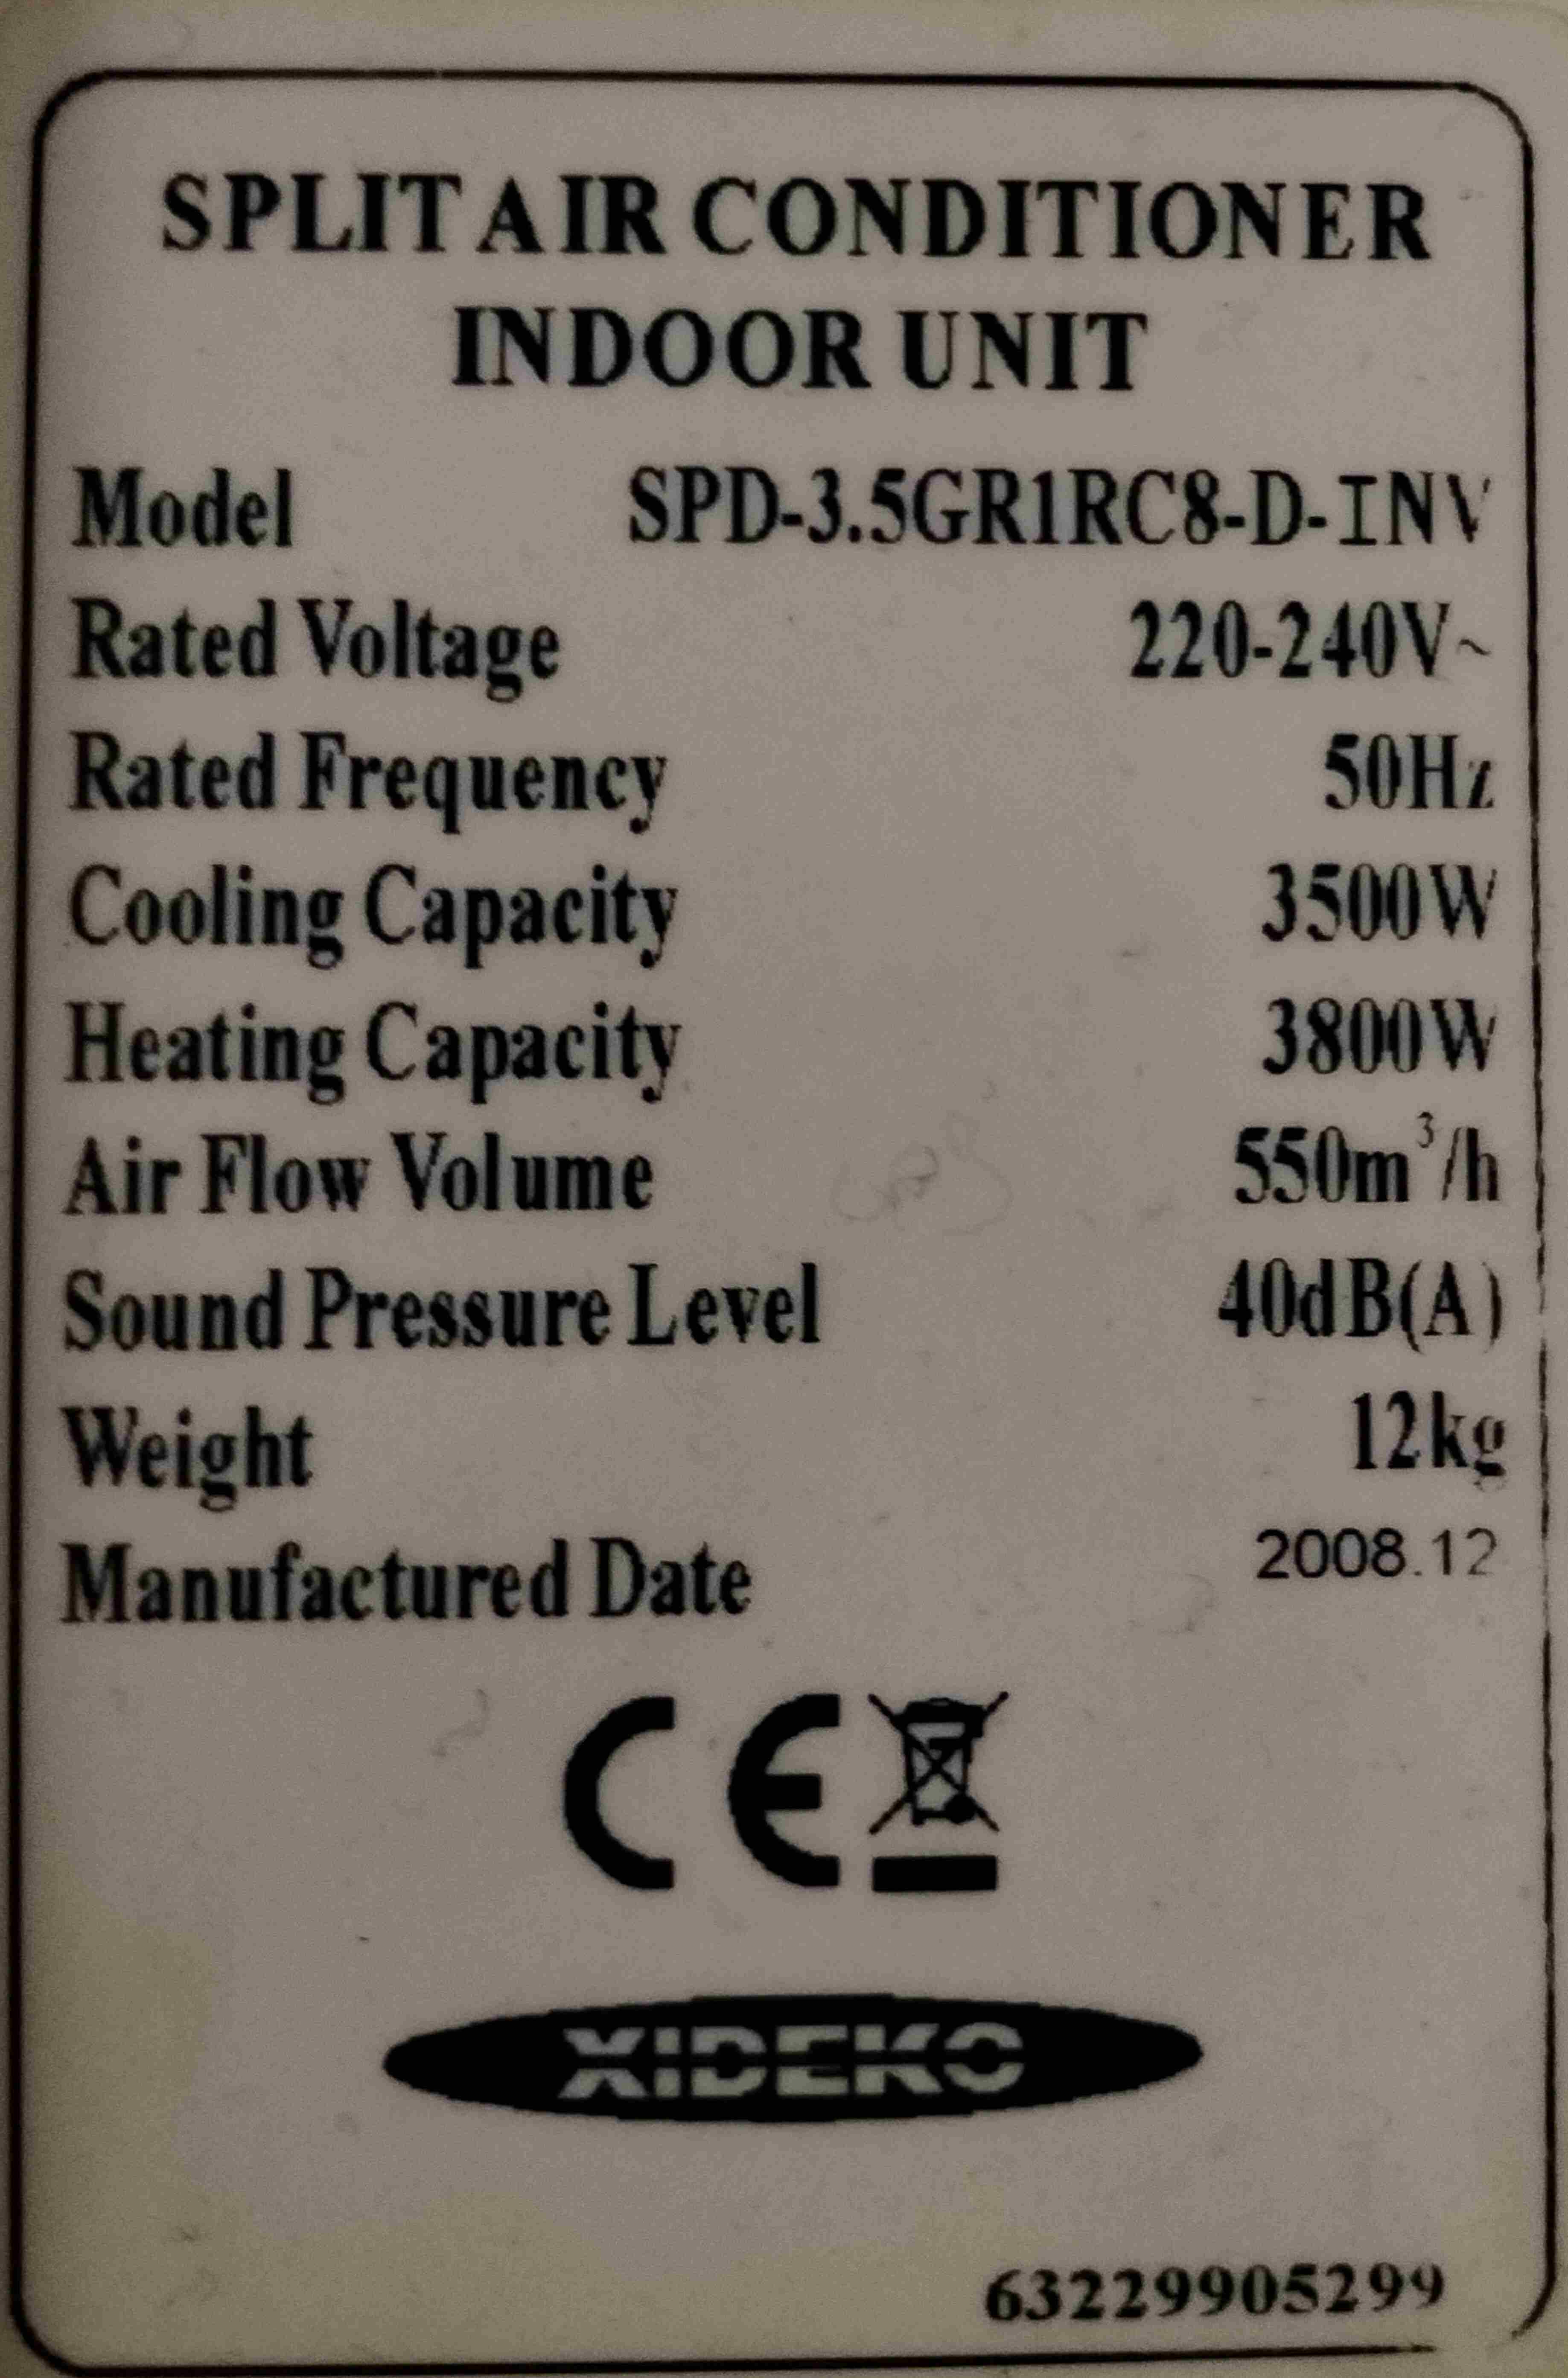 SPLIT AIR CONDITIONER
INDOOR UNIT
Model SPD-3.5GR1RC8-D-INV
Rated Voltage 220-240V~
Rated Frequency 50Hz
Cooling Capacity 3500W
Heating Capacity 3800W
Air Flow Volume 550m³/h
Sound Pressure Level 40dB(A)
Weight 12kg
Manufactured Date 2008.12
CE
XIDEKO
63229905299